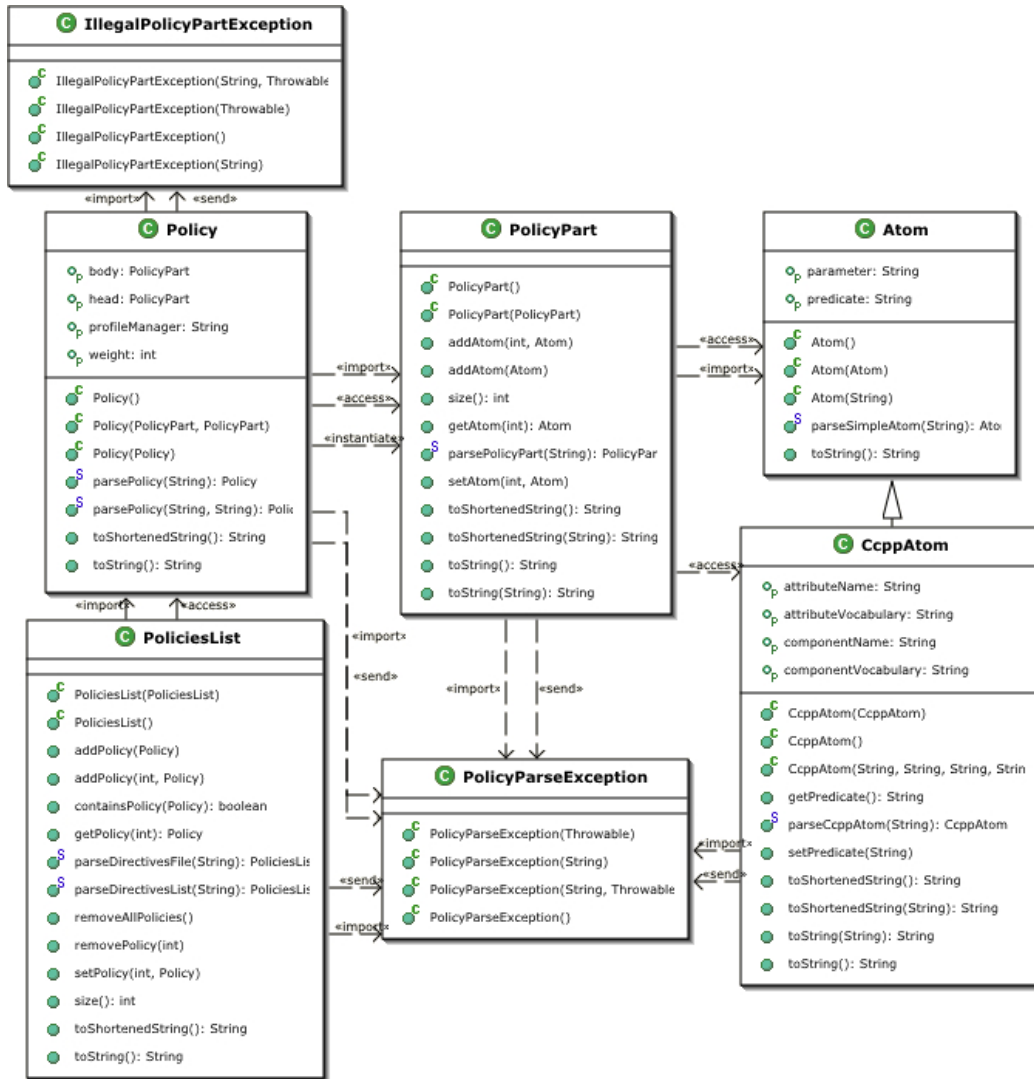 IllegalPolicyPartException
IllegalPolicyPartException(String, Throwable
IllegalPolicyPartException(Throwable)
IllegalPolicyPartException()
IllegalPolicyPartException(String)
«import»
«send»
Policy
body: PolicyPart
head: PolicyPart
profileManager: String
weight: int
Policy()
Policy(PolicyPart, PolicyPart)
Policy(Policy)
parsePolicy(String): Policy
parsePolicy(String, String): Polic
toShortenedString(): String
toString(): String
«import»
«access»
«instantiate»
PolicyPart
PolicyPart()
PolicyPart(PolicyPart)
addAtom(int, Atom)
addAtom(Atom)
size(): int
getAtom(int): Atom
parsePolicyPart(String): PolicyPar
setAtom(int, Atom)
toShortenedString(): String
toShortenedString(String): String
toString(): String
toString(String): String
«access»
«import»
«access»
Atom
parameter: String
predicate: String
Atom()
Atom(Atom)
Atom(String)
parseSimpleAtom(String): Ato
toString(): String
«import»
«access»
PoliciesList
PoliciesList(PoliciesList)
PoliciesList()
addPolicy(Policy)
addPolicy(int, Policy)
containsPolicy(Policy): boolean
getPolicy(int): Policy
parseDirectivesFile(String): PoliciesLis
parseDirectivesList(String): PoliciesLis
removeAllPolicies()
removePolicy(int)
setPolicy(int, Policy)
size(): int
toShortenedString(): String
toString(): String
«import»
«send»
«import»
«send»
«send»
«import»
PolicyParseException
PolicyParseException(Throwable)
PolicyParseException(String)
PolicyParseException(String, Throwable
PolicyParseException()
«import»
«send»
CcppAtom
attributeName: String
attributeVocabulary: String
componentName: String
componentVocabulary: String
CcppAtom(CcppAtom)
CcppAtom()
CcppAtom(String, String, String, Strin
getPredicate(): String
parseCcppAtom(String): CcppAtom
setPredicate(String)
toShortenedString(): String
toShortenedString(String): String
toString(String): String
toString(): String